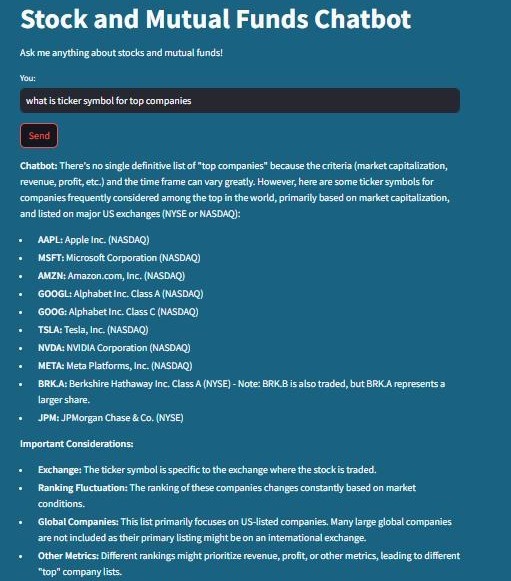 Stock and Mutual Funds Chatbot
Ask me anything about stocks and mutual funds!
You:
what is ticker symbol for top companies
Send
Chatbot: There's no single definitive list of "top companies" because the criteria (market capitalization,
revenue, profit, etc.) and the time frame can vary greatly. However, here are some ticker symbols for
companies frequently considered among the top in the world, primarily based on market capitalization,
and listed on major US exchanges (NYSE or NASDAQ):
• AAPL: Apple Inc. (NASDAQ)
• MSFT: Microsoft Corporation (NASDAQ)
• AMZN: Amazon.com, Inc. (NASDAQ)
• GOOGL: Alphabet Inc. Class A (NASDAQ)
• GOOG: Alphabet Inc. Class C (NASDAQ)
• TSLA: Tesla, Inc. (NASDAQ)
• NVDA: NVIDIA Corporation (NASDAQ)
• META: Meta Platforms, Inc. (NASDAQ)
• BRK.A: Berkshire Hathaway Inc. Class A (NYSE) - Note: BRK.B is also traded, but BRK.A represents a
larger share.
• JPM: JPMorgan Chase & Co. (NYSE)
Important Considerations:
• Exchange: The ticker symbol is specific to the exchange where the stock is traded.
• Ranking Fluctuation: The ranking of these companies changes constantly based on market
conditions.
• Global Companies: This list primarily focuses on US-listed companies. Many large global companies
are not included as their primary listing might be on an international exchange.
• Other Metrics: Different rankings might prioritize revenue, profit, or other metrics, leading to different
"top" company lists.